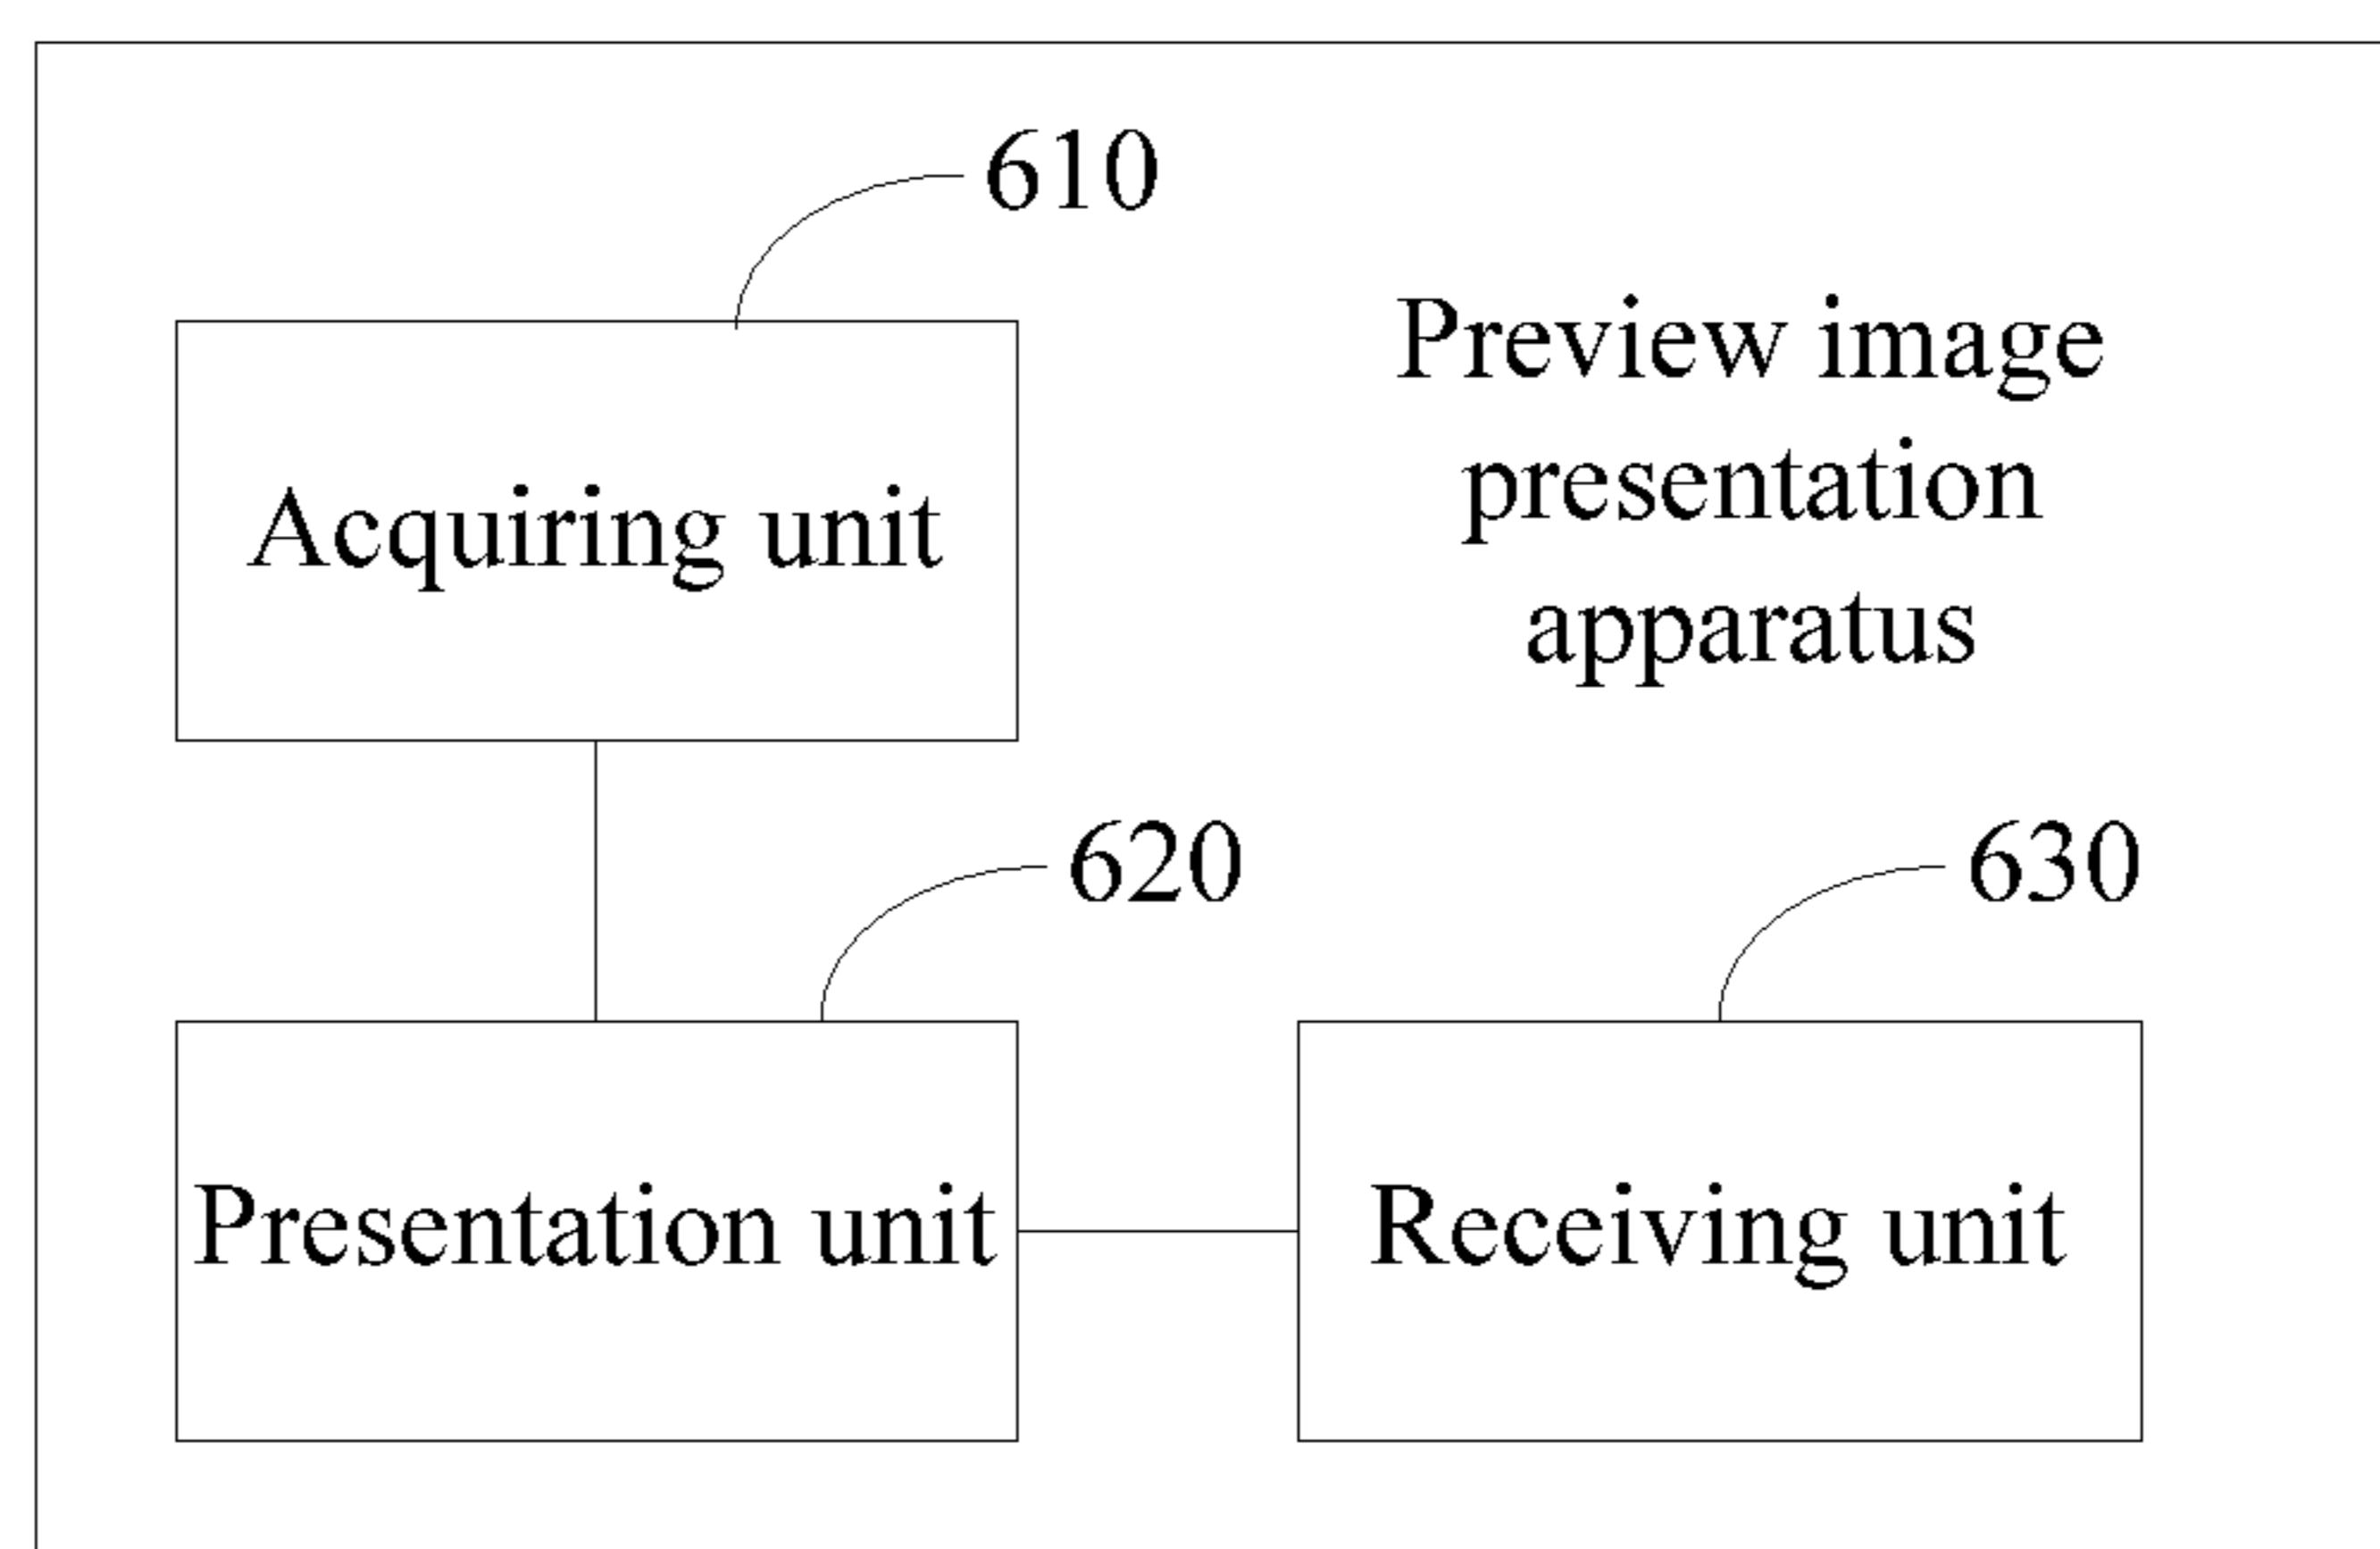 610
Preview image
presentation
apparatus
Acquiring unit
620
630
Presentation unit
Receiving unit